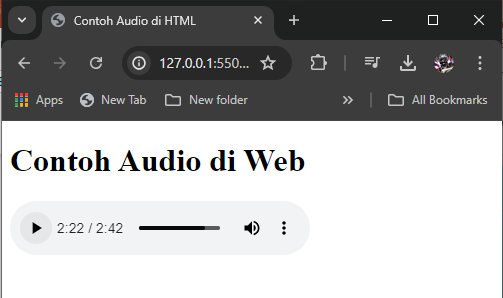 Contoh Audio di HTML
127.0.0.1:550...
Apps New Tab New folder All Bookmarks
Contoh Audio di Web
2:22 / 2:42